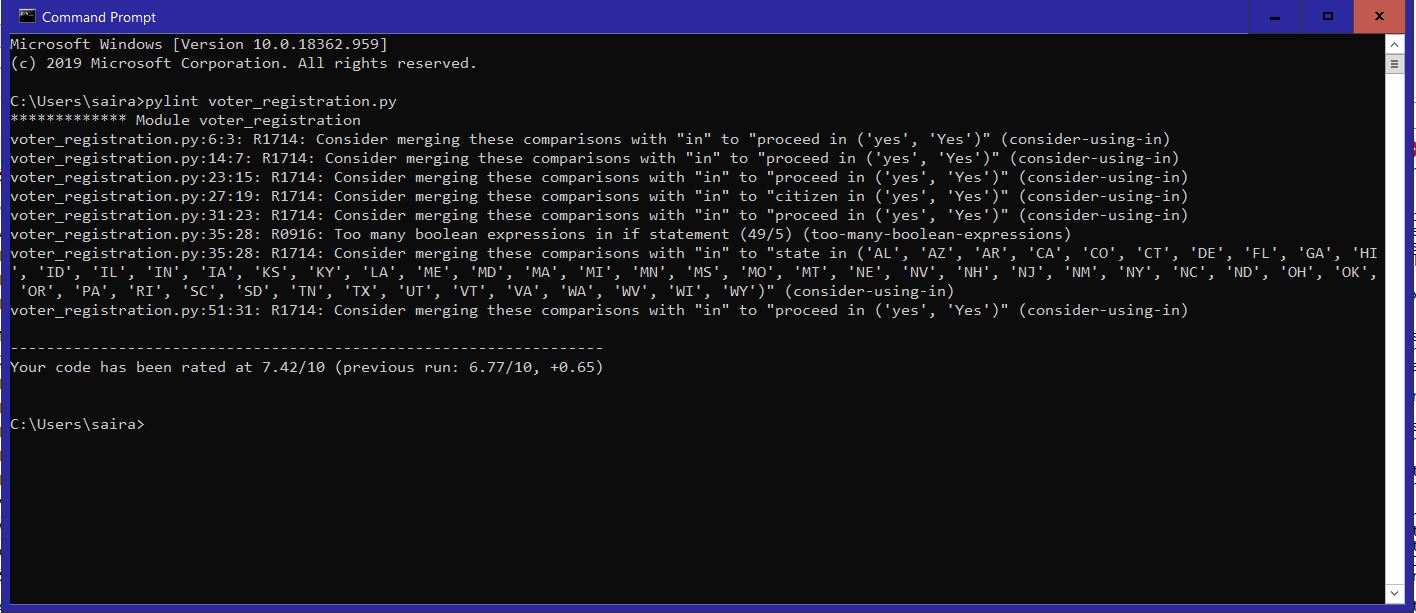 Command Prompt
Microsoft Windows [Version 10.0.18362.959]
(c) 2019 Microsoft Corporation. All rights reserved.
C:\Users\saira>pylint voter_registration.py
************* Module voter_registration
voter_registration.py:6:3: R1714: Consider merging these comparisons with "in" to "proceed in ('yes', 'Yes')" (consider-using-in)
voter_registration.py:14:7: R1714: Consider merging these comparisons with "in" to "proceed in ('yes', 'Yes')" (consider-using-in)
voter_registration.py:23:15: R1714: Consider merging these comparisons with "in" to "proceed in ('yes', 'Yes')" (consider-using-in)
voter_registration.py:27:19: R1714: Consider merging these comparisons with "in" to "citizen in ('yes', 'Yes')" (consider-using-in)
voter_registration.py:31:23: R1714: Consider merging these comparisons with "in" to "proceed in ('yes', 'Yes')" (consider-using-in)
voter_registration.py:35:28: R0916: Too many boolean expressions in if statement (49/5) (too-many-boolean-expressions)
voter_registration.py:35:28: R1714: Consider merging these comparisons with "in" to "state in ('AL', 'AZ', 'AR', 'CA', 'CO', 'CT', 'DE', 'FL', 'GA', 'HI
', 'ID', 'IL', 'IN', 'IA', 'KS', 'KY', 'LA', 'ME', 'MD', 'MA', 'MI', 'MN', 'MS', 'MO', 'MT', 'NE', 'NV', 'NH', 'NJ', 'NM', 'NY', 'NC', 'ND', 'OH', 'OK',
'OR', 'PA', 'RI', 'SC', 'SD', 'TN', 'TX', 'UT', 'VT', 'VA', 'WA', 'WV', 'WI', 'WY')" (consider-using-in)
voter_registration.py:51:31: R1714: Consider merging these comparisons with "in" to "proceed in ('yes', 'Yes')" (consider-using-in)
------------------------------------------------------------------
Your code has been rated at 7.42/10 (previous run: 6.77/10, +0.65)
C:\Users\saira>